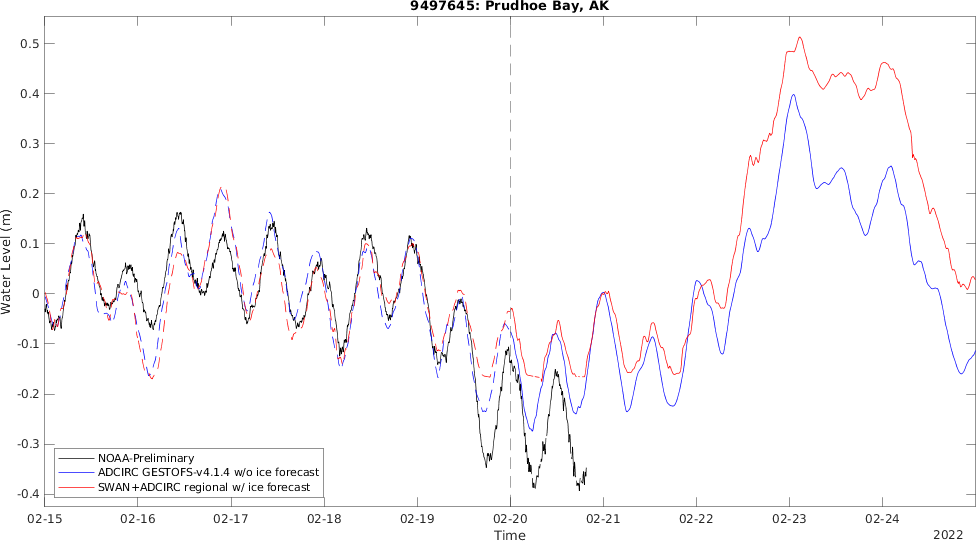 9497645: Prudhoe Bay, AK
0.5
0.4
0.3
0.2
0.1
0
-0.1
-0.2
-0.3
-0.4
Water Level (m)
NOAA-Preliminary
ADCIRC GESTOFS-v4.1.4 w/o ice forecast
SWAN+ADCIRC regional w/ ice forecast
02-15 02-16 02-17 02-18 02-19 02-20 02-21 02-22 02-23 02-24
Time
2022